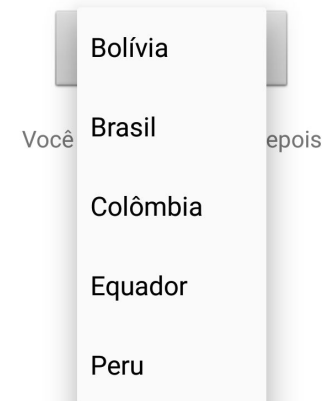 Bolívia
Brasil
Você epois
Colômbia
Equador
Peru